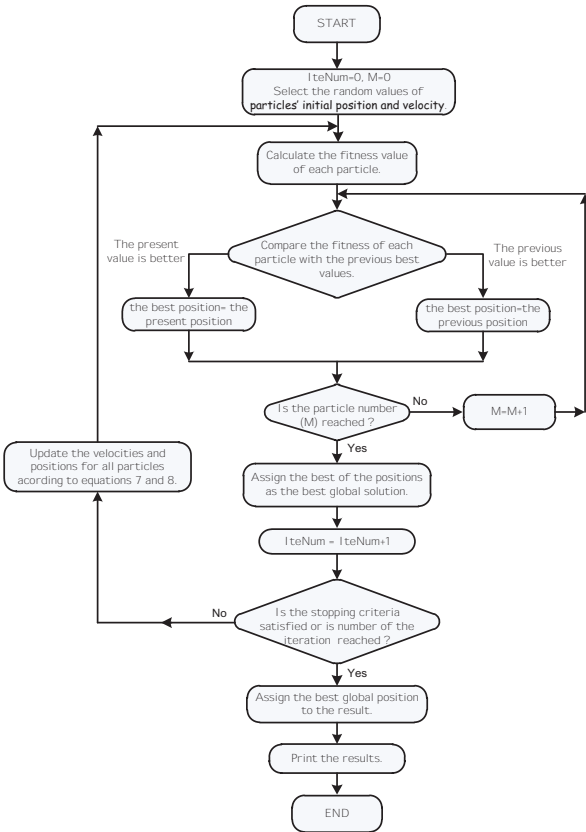 START
IteNum=0, M=0
Select the random values of
particles' initial position and velocity.
Calculate the fitness value
of each particle.
The present
value is better
Compare the fitness of each
particle with the previous best
values.
The previous
value is better
the best position= the
present position
the best position=the
previous position
Is the particle number
(M) reached ?
No
M=M+1
Yes
Update the velocities and
positions for all particles
acording to equations 7 and 8.
Assign the best of the positions
as the best global solution.
IteNum = IteNum+1
Is the stopping criteria
satisfied or is number of the
iteration reached ?
No
Yes
Assign the best global position
to the result.
Print the results.
END